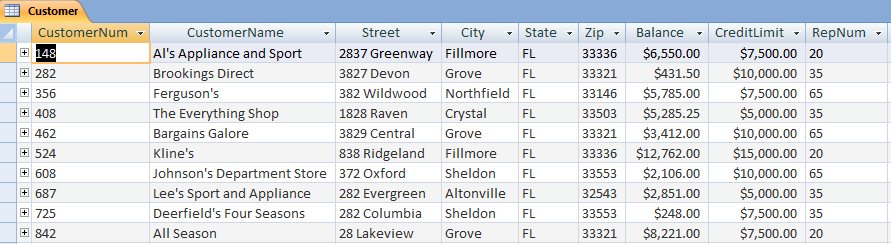 Customer
CustomerNum CustomerName Street City State Zip Balance CreditLimit RepNum
148 Al's Appliance and Sport 2837 Greenway Fillmore FL 33336 $6,550.00 $7,500.00 20
282 Brookings Direct 3827 Devon Grove FL 33321 $431.50 $10,000.00 35
356 Ferguson's 382 Wildwood Northfield FL 33146 $5,785.00 $7,500.00 65
408 The Everything Shop 1828 Raven Crystal FL 33503 $5,285.25 $5,000.00 35
462 Bargains Galore 3829 Central Grove FL 33321 $3,412.00 $10,000.00 65
524 Kline's 838 Ridgeland Fillmore FL 33336 $12,762.00 $15,000.00 20
608 Johnson's Department Store 372 Oxford Sheldon FL 33553 $2,106.00 $10,000.00 65
687 Lee's Sport and Appliance 282 Evergreen Altonville FL 32543 $2,851.00 $5,000.00 35
725 Deerfield's Four Seasons 282 Columbia Sheldon FL 33553 $248.00 $7,500.00 35
842 All Season 28 Lakeview Grove FL 33321 $8,221.00 $7,500.00 20